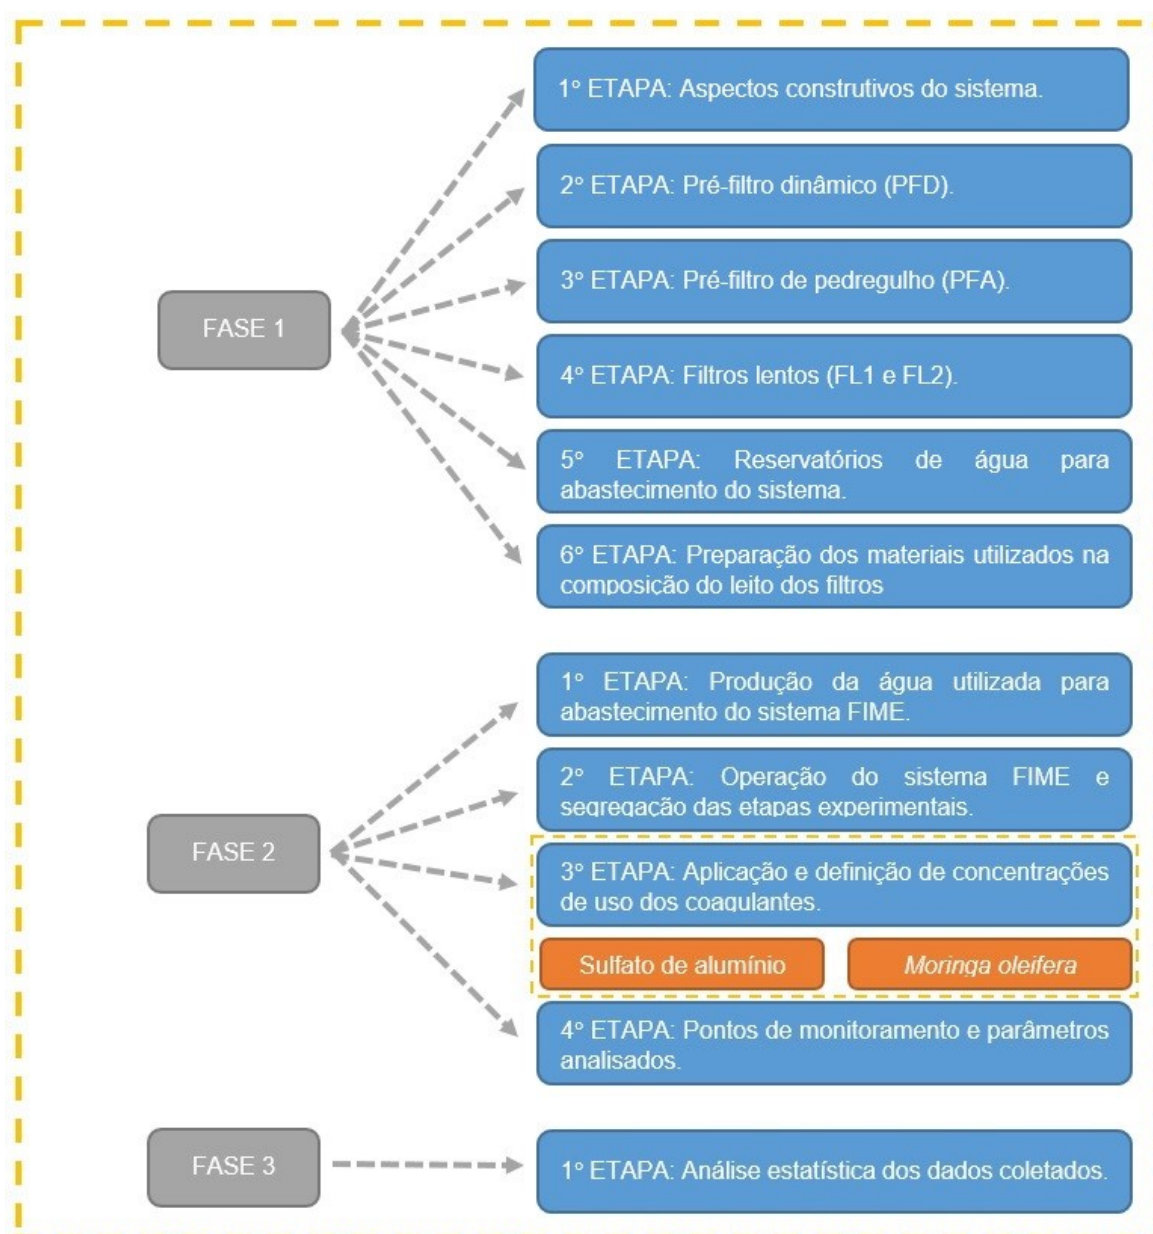 1° ETAPA: Aspectos construtivos do sistema.
2° ETAPA: Pré-filtro dinâmico (PFD).
3° ETAPA: Pré-filtro de pedregulho (PFA).
FASE 1
4° ETAPA: Filtros lentos (FL1 e FL2).
5° ETAPA: Reservatórios de água para
abastecimento do sistema.
6° ETAPA: Preparação dos materiais utilizados na
composição do leito dos filtros
1° ETAPA: Produção da água utilizada para
abastecimento do sistema FIME.
2° ETAPA: Operação do sistema FIME e
segregação das etapas experimentais.
FASE 2
3° ETAPA: Aplicação e definição de concentrações
de uso dos coagulantes.
Sulfato de alumínio
Moringa oleifera
4° ETAPA: Pontos de monitoramento e parâmetros
analisados.
FASE 3
1° ETAPA: Análise estatística dos dados coletados.